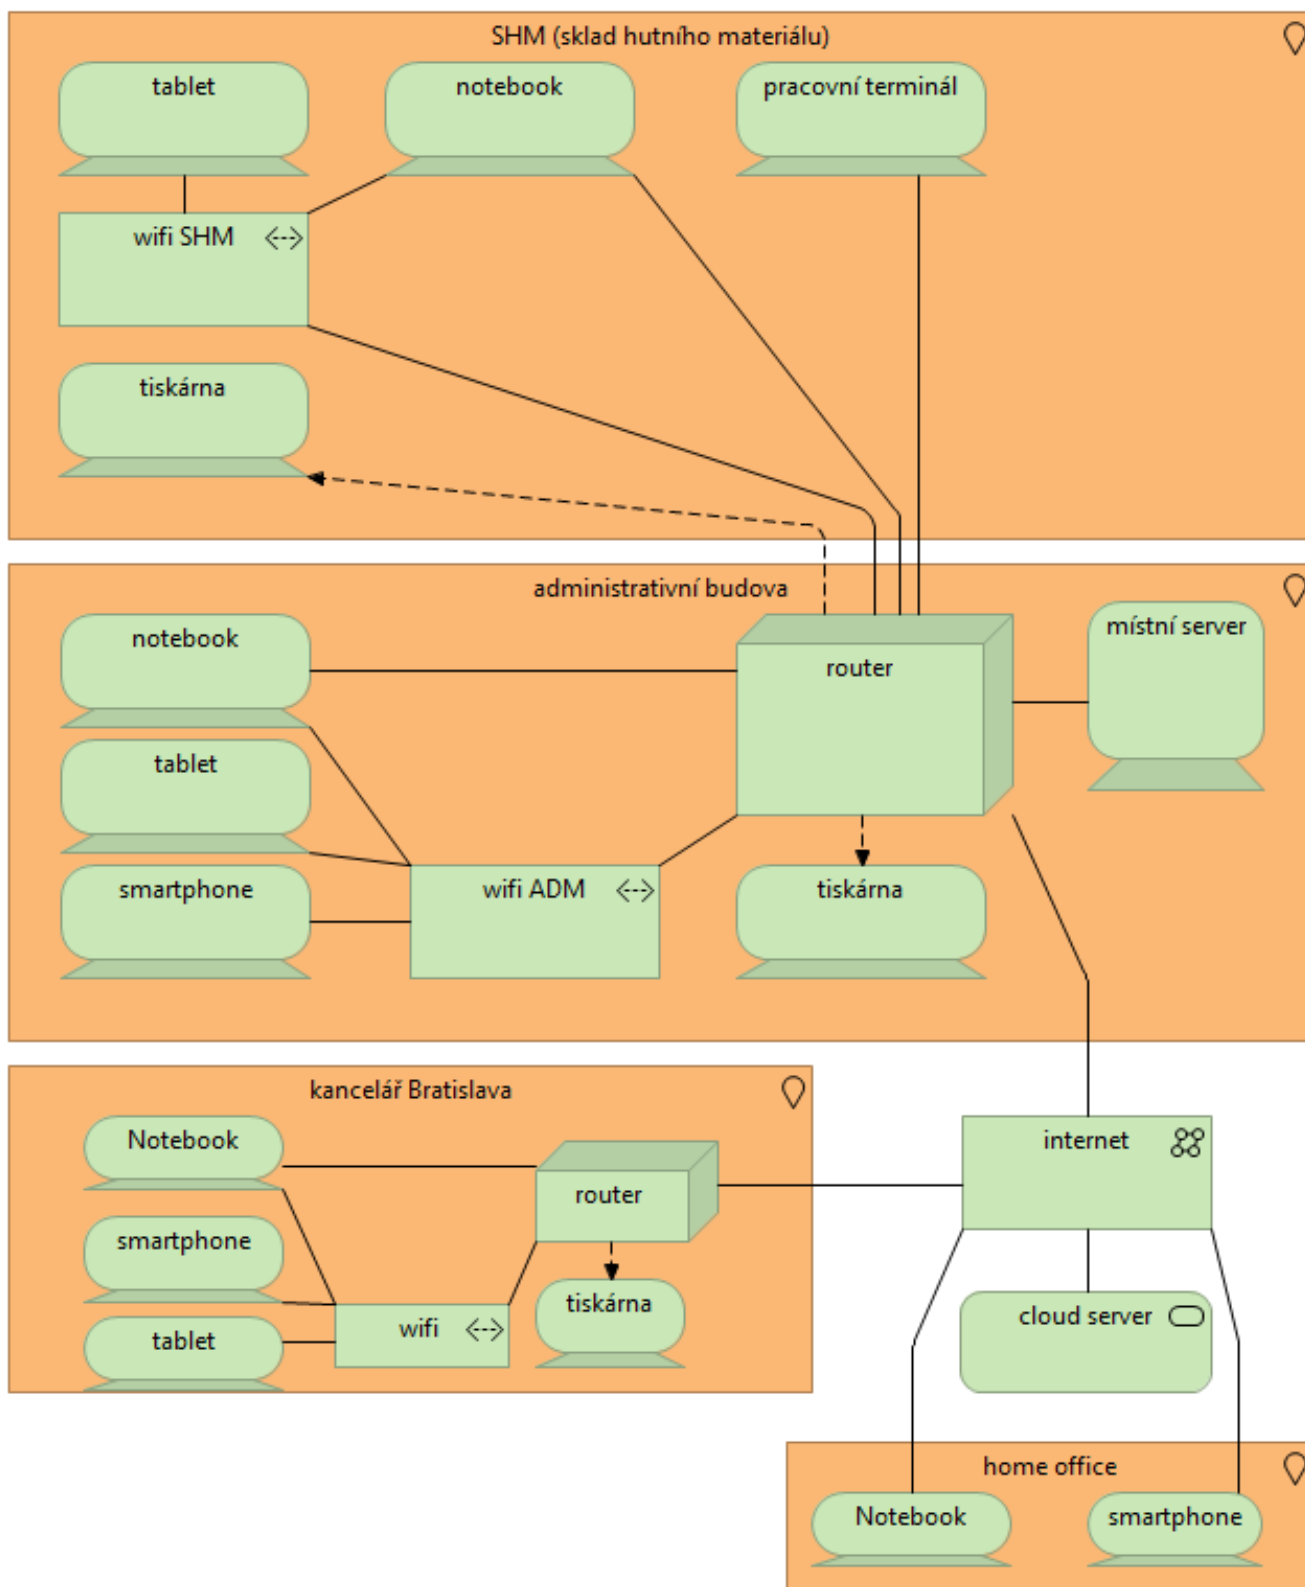 SHM (sklad hutního materiálu)
tablet
notebook
pracovní terminál
wifi SHM
tiskárna
administrativní budova
notebook
router
místní server
tablet
smartphone
wifi ADM
tiskárna
kancelář Bratislava
Notebook
internet
router
smartphone
tiskárna
cloud server
wifi
tablet
home office
Notebook
smartphone